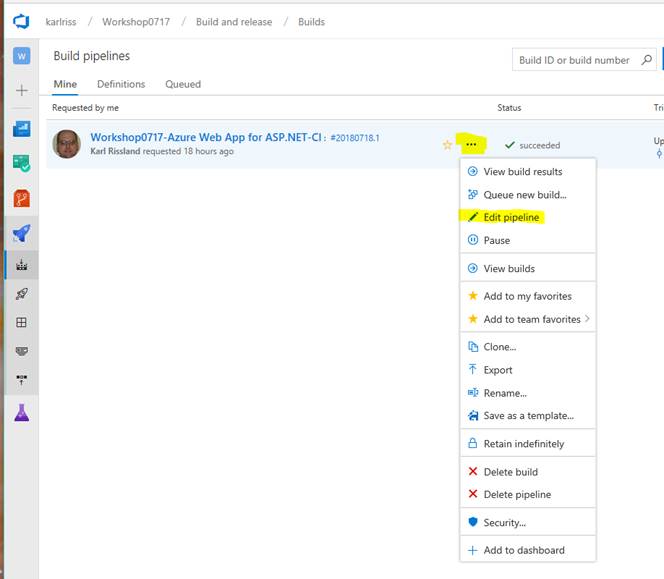 karlriss / Workshop0717 / Build and release / Builds
W
Build pipelines
Build ID or build number
Mine Definitions Queued
Requested by me Status Tri
Workshop0717-Azure Web App for ASP.NET-CI : #20180718.1
Karl Rissland requested 18 hours ago
... succeeded
Up
View build results
Queue new build...
Edit pipeline
Pause
View builds
Add to my favorites
Add to team favorites
Clone...
Export
Rename...
Save as a template...
Retain indefinitely
Delete build
Delete pipeline
Security...
Add to dashboard